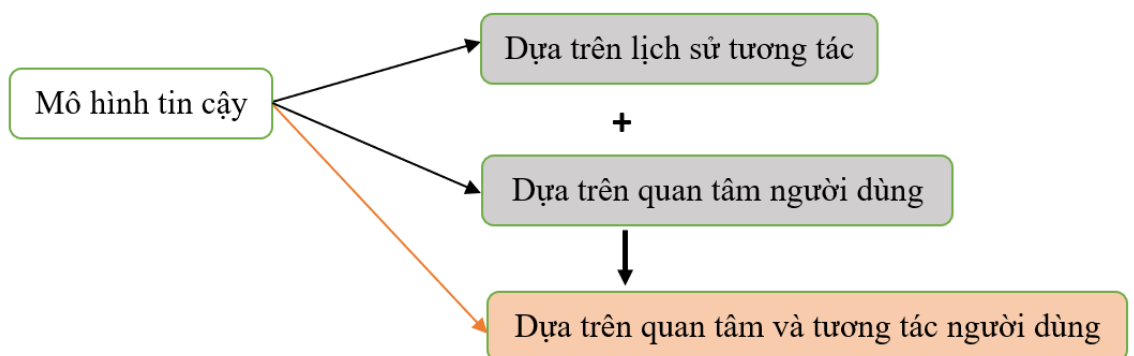 Dựa trên lịch sử tương tác
Mô hình tin cậy
+
Dựa trên quan tâm người dùng
Dựa trên quan tâm và tương tác người dùng